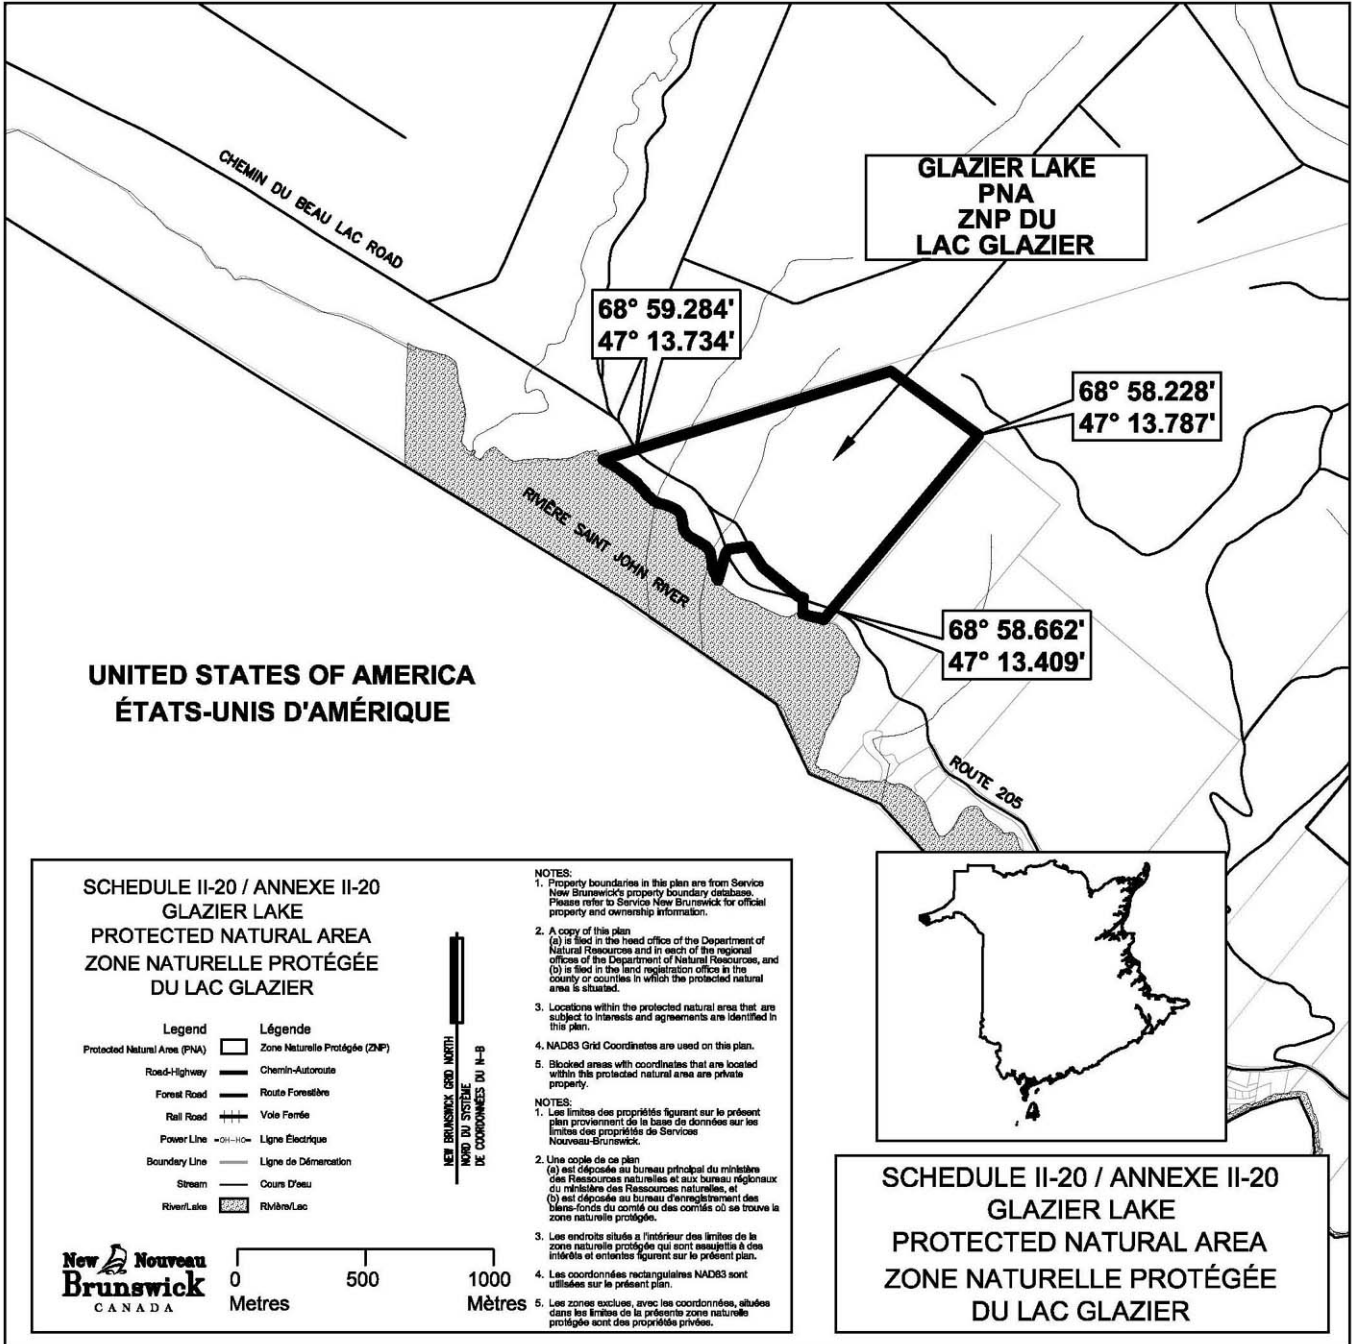 GLAZIER LAKE
PNA
ZNP DU
LAC GLAZIER
CHEMIN DU BEAU LAC ROAD
68° 59.284'
47° 13.734'
68° 58.228'
47° 13.787'
RIVIÈRE SAINT JOHN RIVER
68° 58.662'
47° 13.409'
UNITED STATES OF AMERICA
ÉTATS-UNIS D'AMÉRIQUE
ROUTE 205
SCHEDULE II-20 / ANNEXE II-20
GLAZIER LAKE
PROTECTED NATURAL AREA
ZONE NATURELLE PROTÉGÉE
DU LAC GLAZIER
Legend Légende
Protected Natural Area (PNA) Zone Naturelle Protégée (ZNP)
Road-Highway Chemin-Autoroute
Forest Road Route Forestière
Rail Road Voie Ferrée
Power Line OH-HO Ligne Électrique
Boundary Line Ligne de Démarcation
Stream Cours D'eau
River/Lake Rivière/Lac
NEW BRUNSWICK GRID NORTH
NORD DU SYSTÈME
DE COORDONNÉES DU N-B
New Nouveau
Brunswick
CANADA
0 500 1000
Metres Mètres
NOTES:
1. Property boundaries in this plan are from Service
New Brunswick's property boundary database.
Please refer to Service New Brunswick for official
property and ownership information.
2. A copy of this plan
(a) is filed in the head office of the Department of
Natural Resources and in each of the regional
offices of the Department of Natural Resources, and
(b) is filed in the land registration office in the
county or counties in which the protected natural
area is situated.
3. Locations within the protected natural area that are
subject to interests and agreements are identified in
this plan.
4. NAD83 Grid Coordinates are used on this plan.
5. Blocked areas with coordinates that are located
within this protected natural area are private
property.
NOTES:
1. Les limites des propriétés figurant sur le présent
plan proviennent de la base de données sur les
limites des propriétés de Services
Nouveau-Brunswick.
2. Une copie de ce plan
(a) est déposée au bureau principal du ministère
des Ressources naturelles et aux bureau régionaux
du ministère des Ressources naturelles, et
(b) est déposée au bureau d'enregistrement des
biens-fonds du comté ou des comtés où se trouve la
zone naturelle protégée.
3. Les endroits situés a l'intérieur des limites de la
zone naturelle protégée qui sont assujettis à des
intérêts et ententes figurent sur le présent plan.
4. Les coordonnées rectangulaires NAD83 sont
utilisées sur le présent plan.
5. Les zones exclues, avec les coordonnées, situées
dans les limites de la présente zone naturelle
protégée sont des propriétés privées.
SCHEDULE II-20 / ANNEXE II-20
GLAZIER LAKE
PROTECTED NATURAL AREA
ZONE NATURELLE PROTÉGÉE
DU LAC GLAZIER